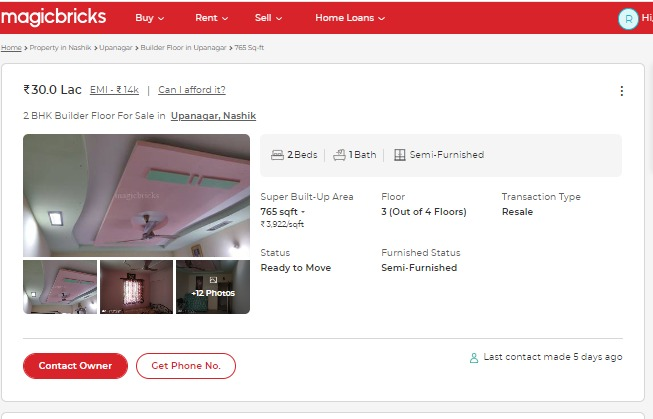 magicbricks Buy Rent Sell Home Loans R Hi,
Home > Property in Nashik > Upanagar > Builder Floor in Upanagar > 765 Sq-ft
₹30.0 Lac EMI - ₹14k | Can I afford it?
2 BHK Builder Floor For Sale in Upanagar, Nashik
magicbricks
+12 Photos
2 Beds 1 Bath Semi-Furnished
Super Built-Up Area Floor Transaction Type
765 sqft 3 (Out of 4 Floors) Resale
₹3,922/sqft
Status Furnished Status
Ready to Move Semi-Furnished
Contact Owner Get Phone No. Last contact made 5 days ago